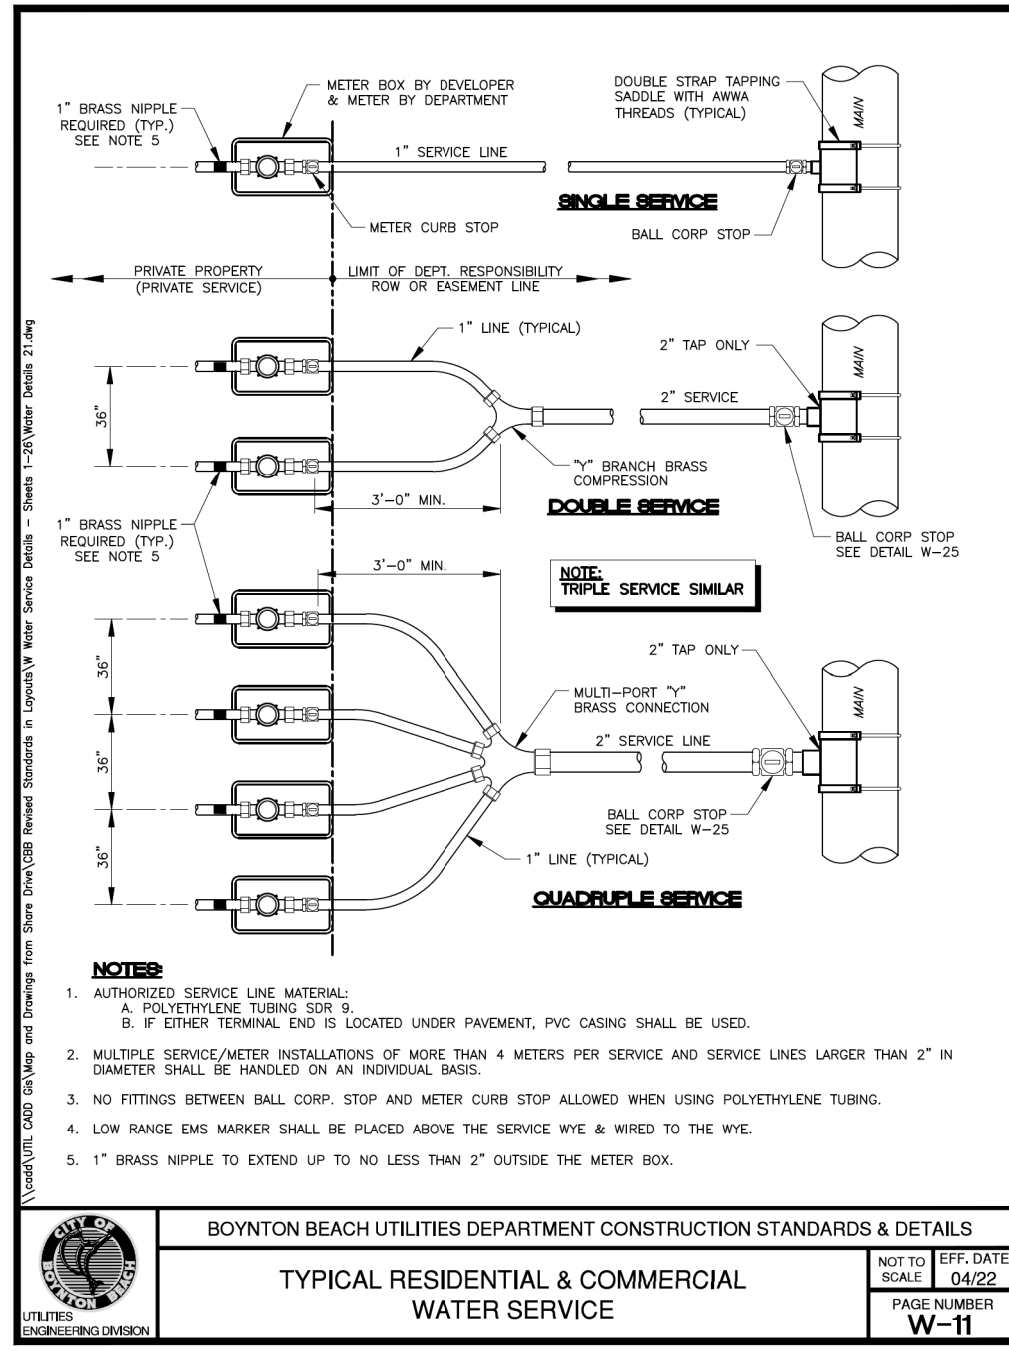 METER BOX BY DEVELOPER
& METER BY DEPARTMENT
DOUBLE STRAP TAPPING
SADDLE WITH AWWA
THREADS (TYPICAL)
MAIN
1" BRASS NIPPLE
REQUIRED (TYP.)
SEE NOTE 5
1" SERVICE LINE
SINGLE SERVICE
METER CURB STOP
BALL CORP STOP
PRIVATE PROPERTY
(PRIVATE SERVICE)
LIMIT OF DEPT. RESPONSIBILITY
ROW OR EASEMENT LINE
1" LINE (TYPICAL)
2" TAP ONLY
MAIN
36"
2" SERVICE
"Y" BRANCH BRASS
COMPRESSION
3'-0" MIN.
DOUBLE SERVICE
1" BRASS NIPPLE
REQUIRED (TYP.)
SEE NOTE 5
BALL CORP STOP
SEE DETAIL W-25
3'-0" MIN.
NOTE:
TRIPLE SERVICE SIMILAR
2" TAP ONLY
MAIN
36"
36"
36"
MULTI-PORT "Y"
BRASS CONNECTION
2" SERVICE LINE
BALL CORP STOP
SEE DETAIL W-25
1" LINE (TYPICAL)
QUADRUPLE SERVICE
\\cadd\UTIL CADD Gis\Map and Drawings from Share Drive\CBB Revised Standards in Layouts\W Water Service Details - Sheets 1-26\Water Details 21.dwg
NOTES:
1. AUTHORIZED SERVICE LINE MATERIAL:
A. POLYETHYLENE TUBING SDR 9.
B. IF EITHER TERMINAL END IS LOCATED UNDER PAVEMENT, PVC CASING SHALL BE USED.
2. MULTIPLE SERVICE/METER INSTALLATIONS OF MORE THAN 4 METERS PER SERVICE AND SERVICE LINES LARGER THAN 2" IN
DIAMETER SHALL BE HANDLED ON AN INDIVIDUAL BASIS.
3. NO FITTINGS BETWEEN BALL CORP. STOP AND METER CURB STOP ALLOWED WHEN USING POLYETHYLENE TUBING.
4. LOW RANGE EMS MARKER SHALL BE PLACED ABOVE THE SERVICE WYE & WIRED TO THE WYE.
5. 1" BRASS NIPPLE TO EXTEND UP TO NO LESS THAN 2" OUTSIDE THE METER BOX.
CITY OF
BOYNTON BEACH
UTILITIES
ENGINEERING DIVISION
BOYNTON BEACH UTILITIES DEPARTMENT CONSTRUCTION STANDARDS & DETAILS
TYPICAL RESIDENTIAL & COMMERCIAL
WATER SERVICE
NOT TO
SCALE
EFF. DATE
04/22
PAGE NUMBER
W-11